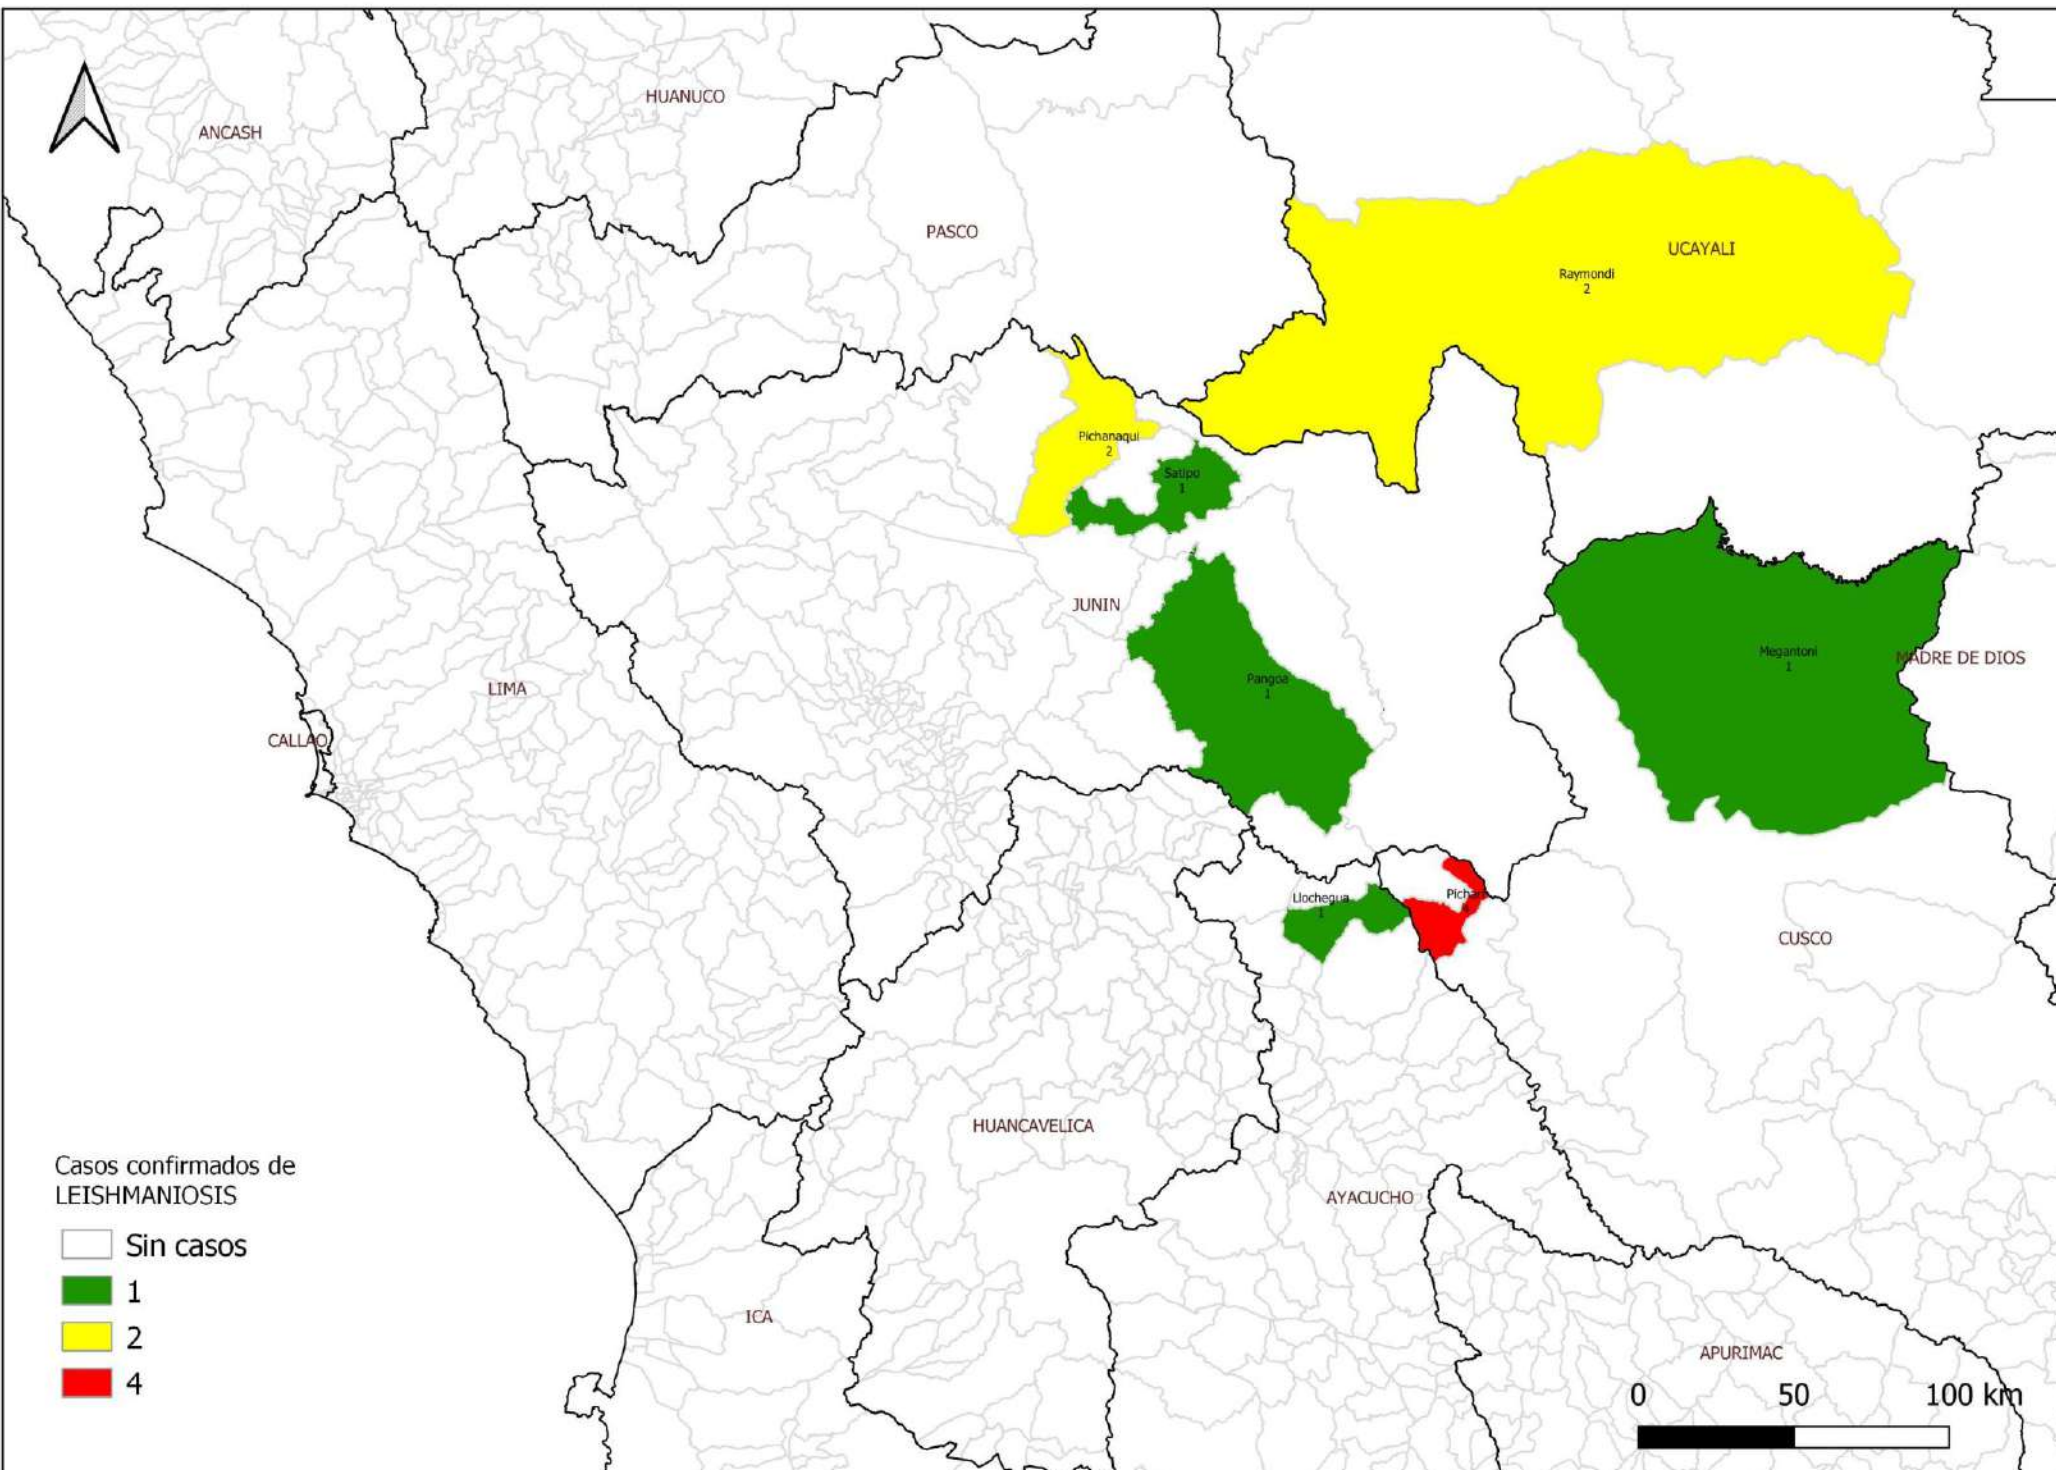 HUANUCO
ANCASH
PASCO
UCAYALI
Raymondi
2
Pichanaqui
2
Satipo
1
JUNIN
Megantoni
1
MADRE DE DIOS
Pangoa
1
LIMA
CALLAO
Llochegua
1
CUSCO
HUANCAVELICA
AYACUCHO
ICA
APURIMAC
Casos confirmados de
LEISHMANIOSIS
Sin casos
1
2
4
0 50 100 km